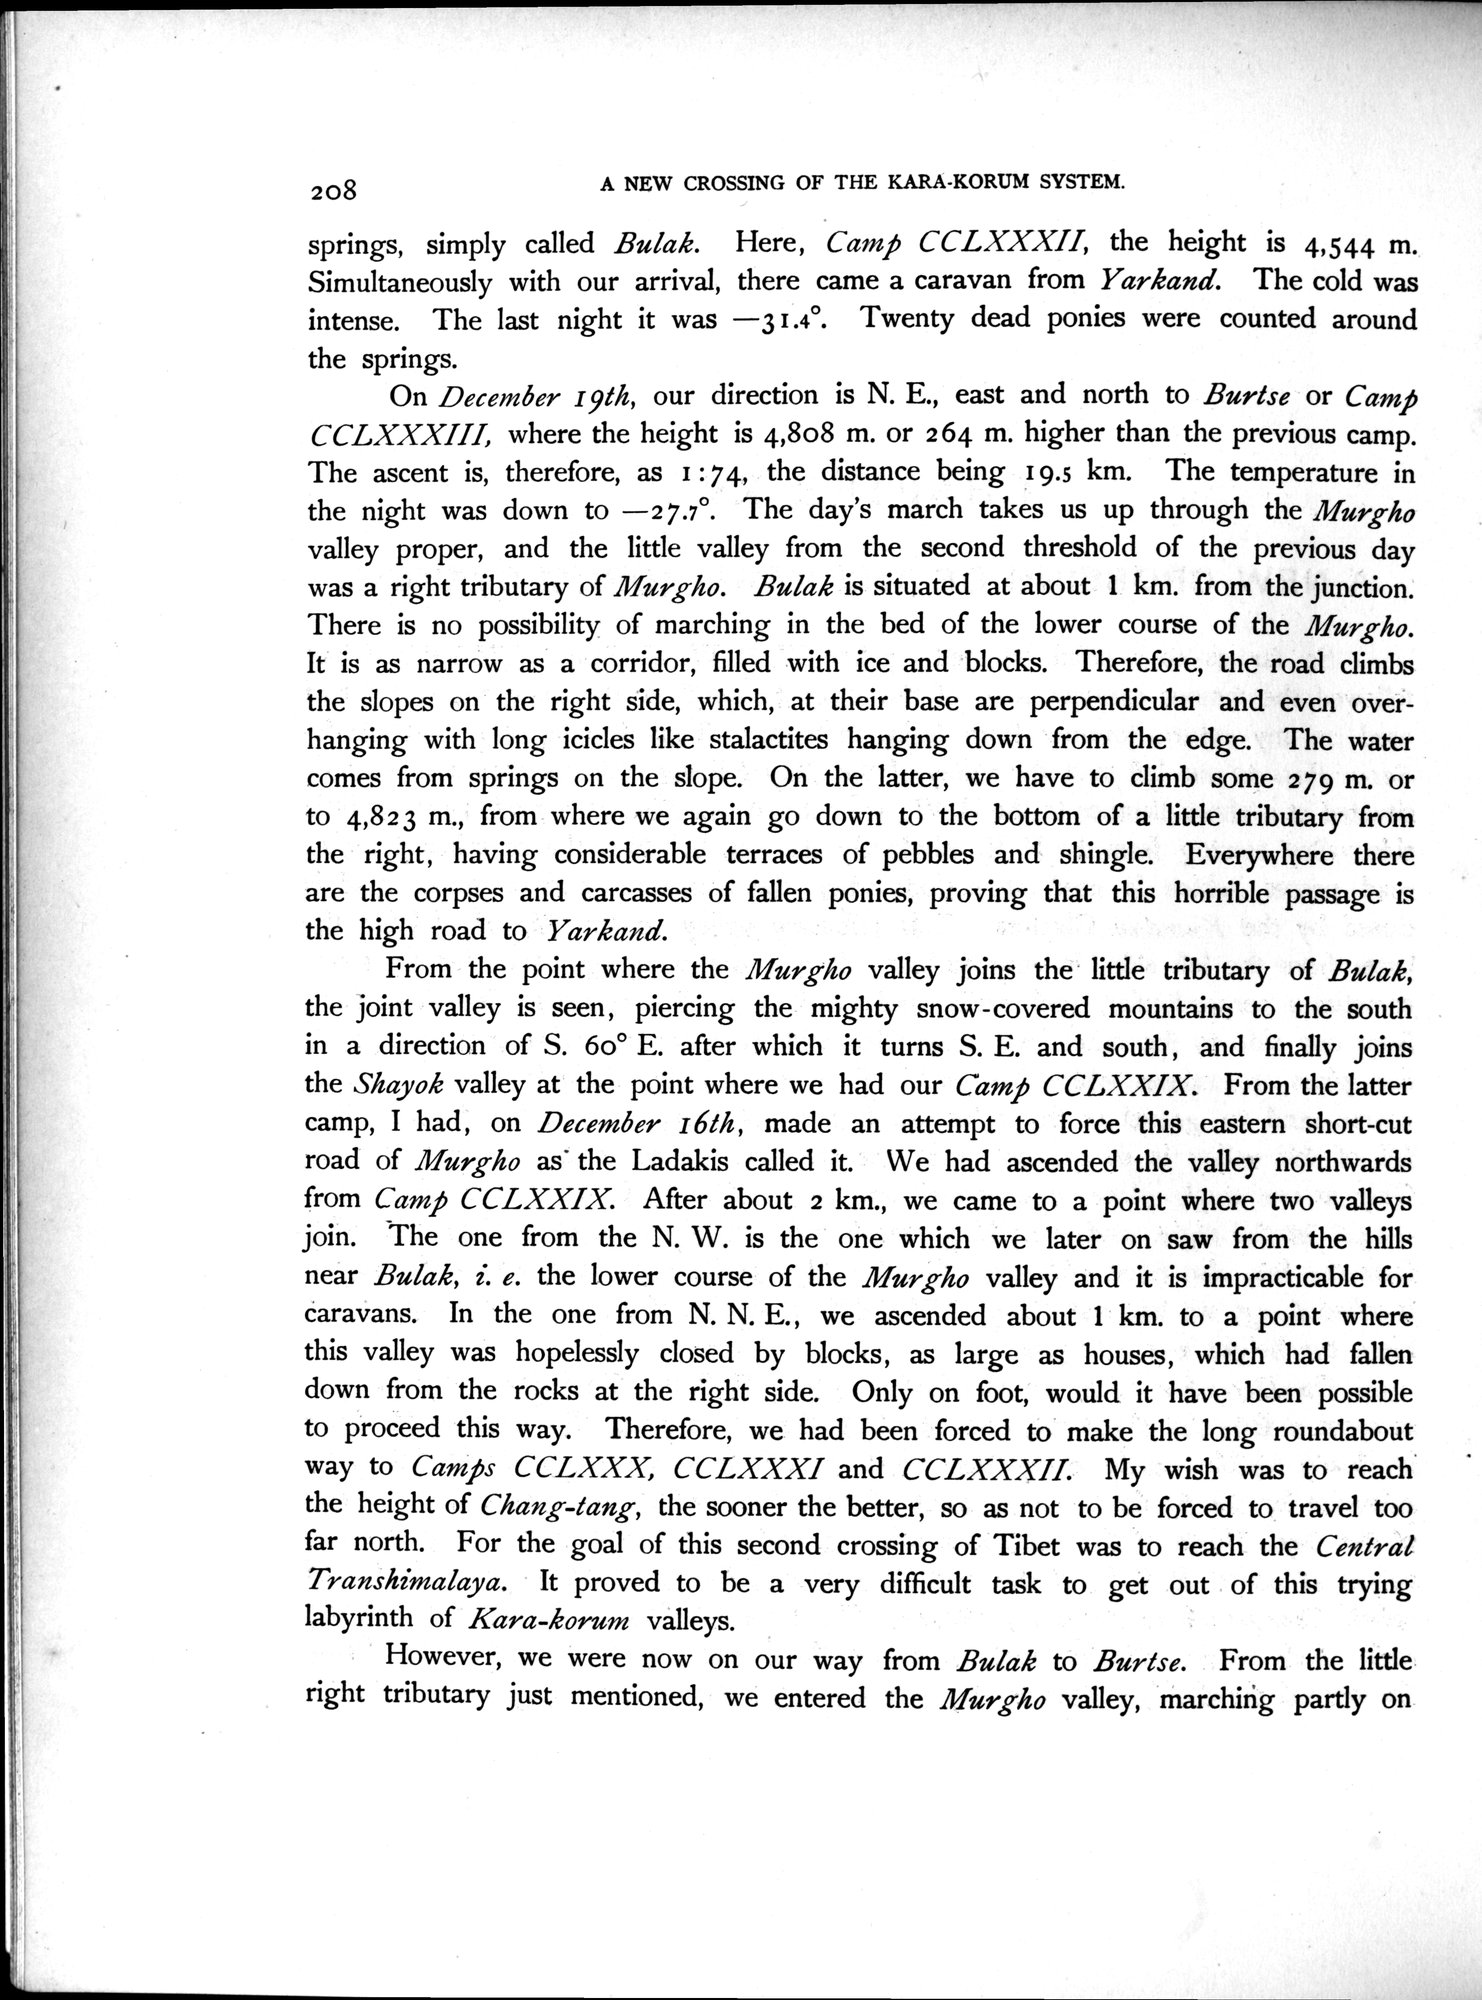 208
A NEW CROSSING OF THE KARA-KORUM SYSTEM.
springs, simply called Bulak. Here, Camp CCLXXXII, the height is 4,544 m.
Simultaneously with our arrival, there came a caravan from Yarkand. The cold was
intense. The last night it was —31.4°. Twenty dead ponies were counted around
the springs.
On December 19th, our direction is N. E., east and north to Burtse or Camp
CCLXXXIII, where the height is 4,808 m. or 264 m. higher than the previous camp.
The ascent is, therefore, as 1:74, the distance being 19.5 km. The temperature in
the night was down to —27.7°. The day's march takes us up through the Murgho
valley proper, and the little valley from the second threshold of the previous day
was a right tributary of Murgho. Bulak is situated at about 1 km. from the junction.
There is no possibility of marching in the bed of the lower course of the Murgho.
It is as narrow as a corridor, filled with ice and blocks. Therefore, the road climbs
the slopes on the right side, which, at their base are perpendicular and even over-
hanging with long icicles like stalactites hanging down from the edge. The water
comes from springs on the slope. On the latter, we have to climb some 279 m. or
to 4,823 m., from where we again go down to the bottom of a little tributary from
the right, having considerable terraces of pebbles and shingle. Everywhere there
are the corpses and carcasses of fallen ponies, proving that this horrible passage is
the high road to Yarkand.
From the point where the Murgho valley joins the little tributary of Bulak,
the joint valley is seen, piercing the mighty snow-covered mountains to the south
in a direction of S. 60° E. after which it turns S. E. and south, and finally joins
the Shayok valley at the point where we had our Camp CCLXXIX. From the latter
camp, I had, on December 16th, made an attempt to force this eastern short-cut
road of Murgho as the Ladakis called it. We had ascended the valley northwards
from Camp CCLXXIX. After about 2 km., we came to a point where two valleys
join. The one from the N. W. is the one which we later on saw from the hills
near Bulak, i. e. the lower course of the Murgho valley and it is impracticable for
caravans. In the one from N. N. E., we ascended about 1 km. to a point where
this valley was hopelessly closed by blocks, as large as houses, which had fallen
down from the rocks at the right side. Only on foot, would it have been possible
to proceed this way. Therefore, we had been forced to make the long roundabout
way to Camps CCLXXX, CCLXXXI and CCLXXXII. My wish was to reach
the height of Chang-tang, the sooner the better, so as not to be forced to travel too
far north. For the goal of this second crossing of Tibet was to reach the Central
Transhimalaya. It proved to be a very difficult task to get out of this trying
labyrinth of Kara-korum valleys.
However, we were now on our way from Bulak to Burtse. From the little
right tributary just mentioned, we entered the Murgho valley, marching partly on